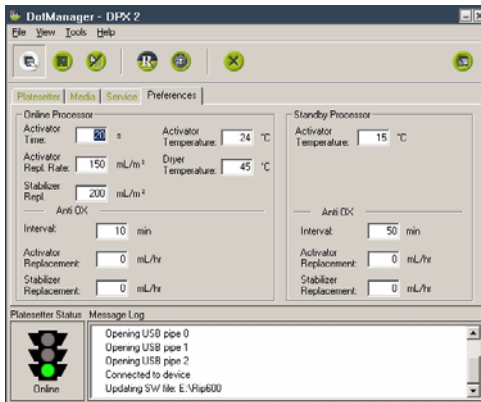 DotManager - DPX 2
File View Tools Help
R
Platesetter Media Service Preferences
Online Processor
Activator Time: 20 s
Activator Temperature: 24 °C
Activator Repl. Rate: 150 mL/m²
Dryer Temperature: 45 °C
Stabilizer Repl. 200 mL/m²
Anti OX
Interval: 10 min
Activator Replacement: 0 mL/hr
Stabilizer Replacement: 0 mL/hr
Standby Processor
Activator Temperature: 15 °C
Anti OX
Interval: 50 min
Activator Replacement: 0 mL/hr
Stabilizer Replacement: 0 mL/hr
Platesetter Status Message Log
Opening USB pipe 0
Opening USB pipe 1
Opening USB pipe 2
Connected to device
Updating SW file: E:\Rip600
Online